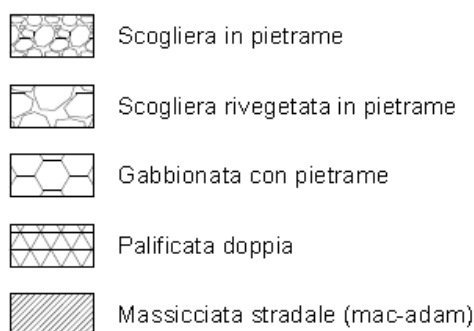 Scogliera in pietrame
Scogliera rivegetata in pietrame
Gabbionata con pietrame
Palificata doppia
Massicciata stradale (mac-adam)